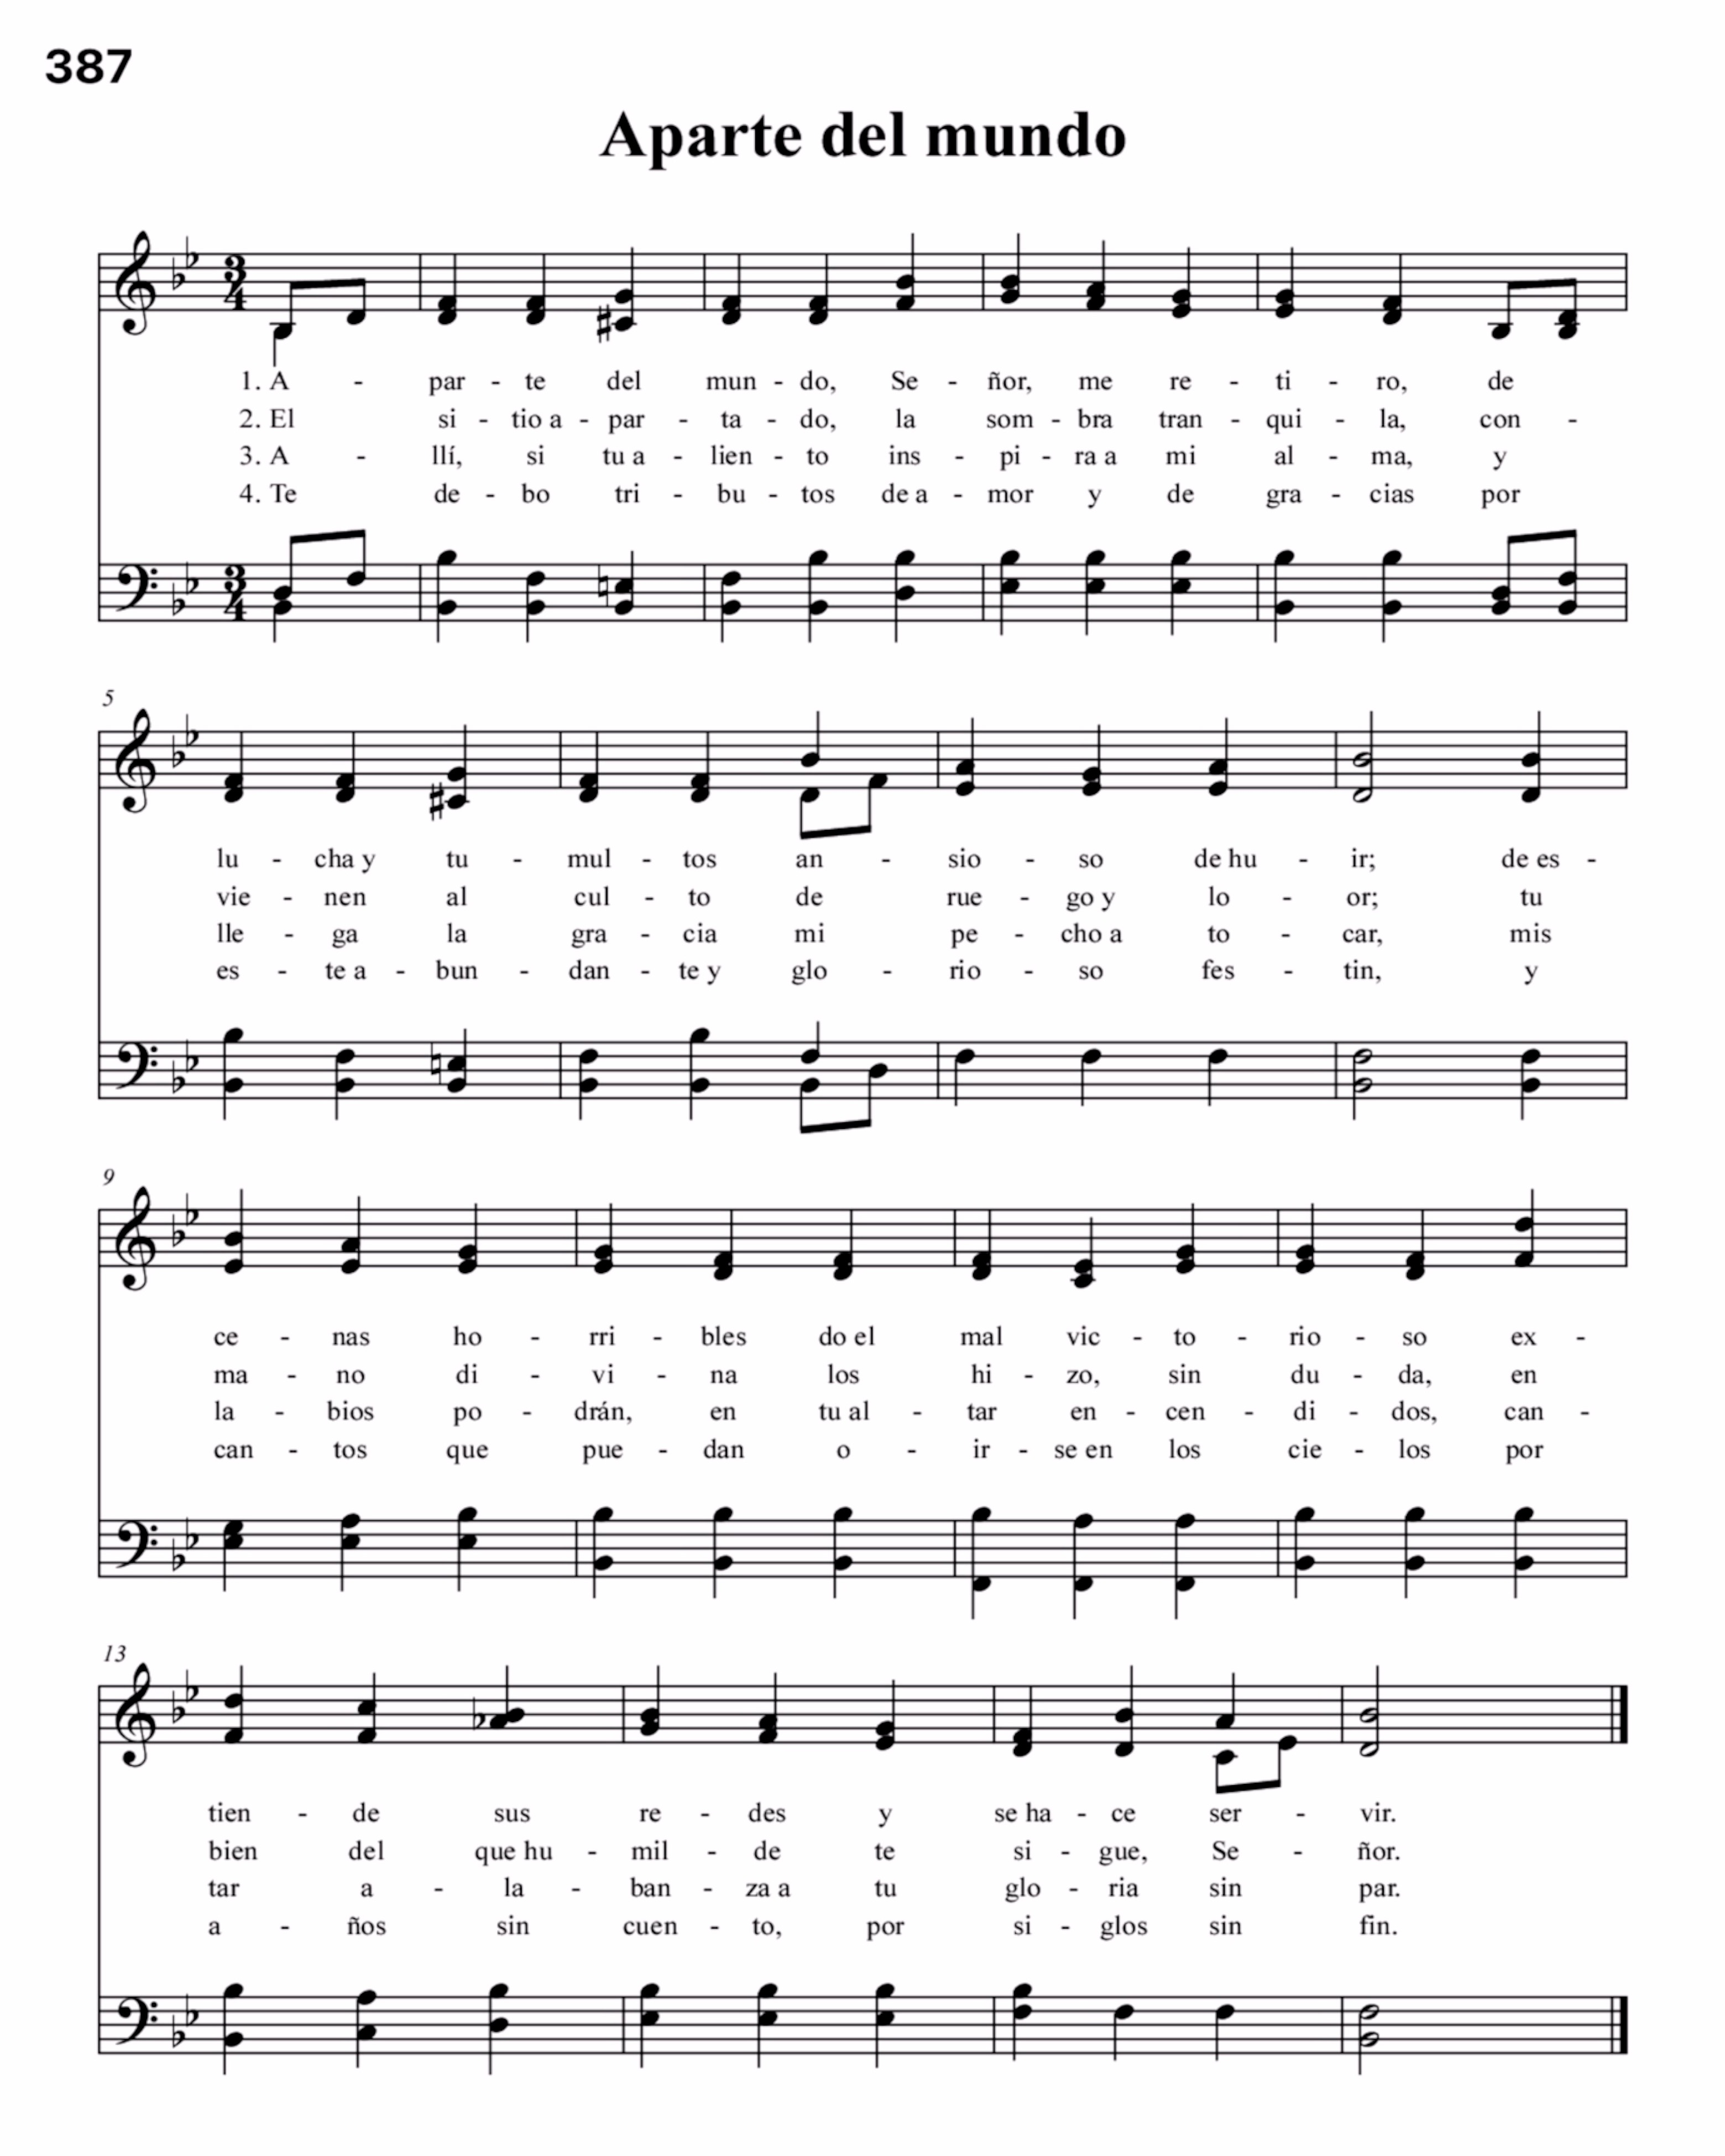 387
Aparte del mundo
1. A - par - te del mun - do, Se - ñor, me re - ti - ro, de
2. El si - tio a - par - ta - do, la som - bra tran - qui - la, con -
3. A - llí, si tu a - lien - to ins - pi - ra a mi al - ma, y
4. Te de - bo tri - bu - tos de a - mor y de gra - cias por
5
lu - cha y tu - mul - tos an - sio - so de hu - ir; de es -
vie - nen al cul - to de rue - go y lo - or; tu
lle - ga la gra - cia mi pe - cho a to - car, mis
es - te a - bun - dan - te y glo - rio - so fes - tin, y
9
ce - nas ho - rri - bles do el mal vic - to - rio - so ex -
ma - no di - vi - na los hi - zo, sin du - da, en
la - bios po - drán, en tu al - tar en - cen - di - dos, can -
can - tos que pue - dan o - ir - se en los cie - los por
13
tien - de sus re - des y se ha - ce ser - vir.
bien del que hu - mil - de te si - gue, Se - ñor.
tar a - la - ban - za a tu glo - ria sin par.
a - ños sin cuen - to, por si - glos sin fin.